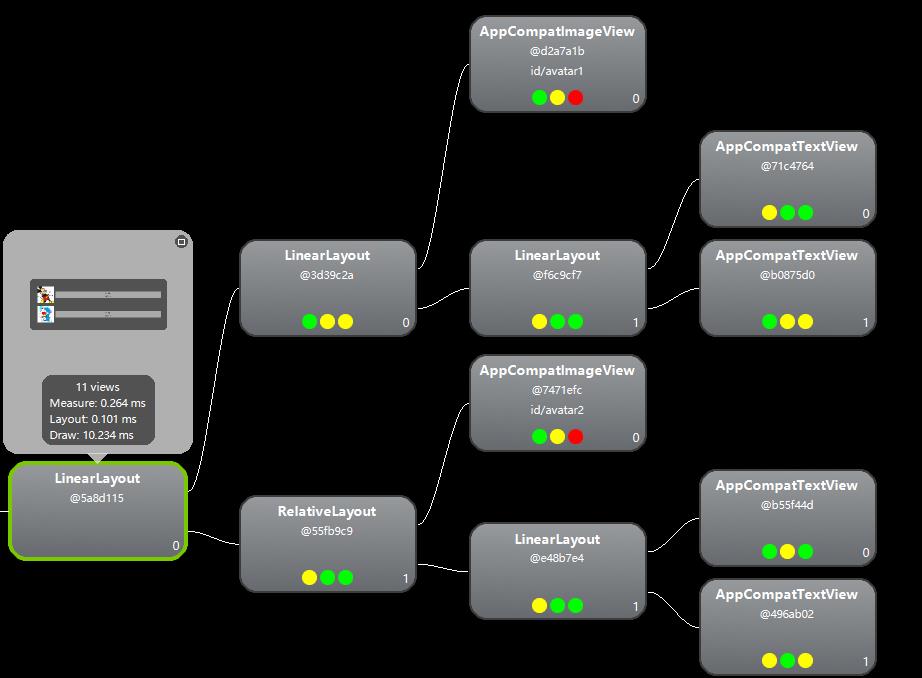 AppCompatImageView
@d2a7a1b
id/avatar1
0
AppCompatTextView
@71c4764
0
LinearLayout
@3d39c2a
0
LinearLayout
@f6c9cf7
1
AppCompatTextView
@b0875d0
1
11 views
Measure: 0.264 ms
Layout: 0.101 ms
Draw: 10.234 ms
LinearLayout
@5a8d115
0
AppCompatImageView
@7471efc
id/avatar2
0
RelativeLayout
@55fb9c9
1
AppCompatTextView
@b55f44d
0
LinearLayout
@e48b7e4
1
AppCompatTextView
@496ab02
1